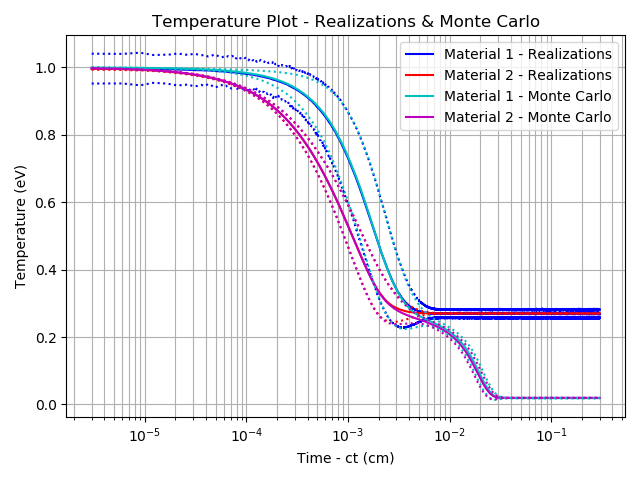 Temperature Plot - Realizations & Monte Carlo
Material 1 - Realizations
Material 2 - Realizations
Material 1 - Monte Carlo
Material 2 - Monte Carlo
Temperature (eV)
1.0
0.8
0.6
0.4
0.2
0.0
10⁻⁵
10⁻⁴
10⁻³
10⁻²
10⁻¹
Time - ct (cm)